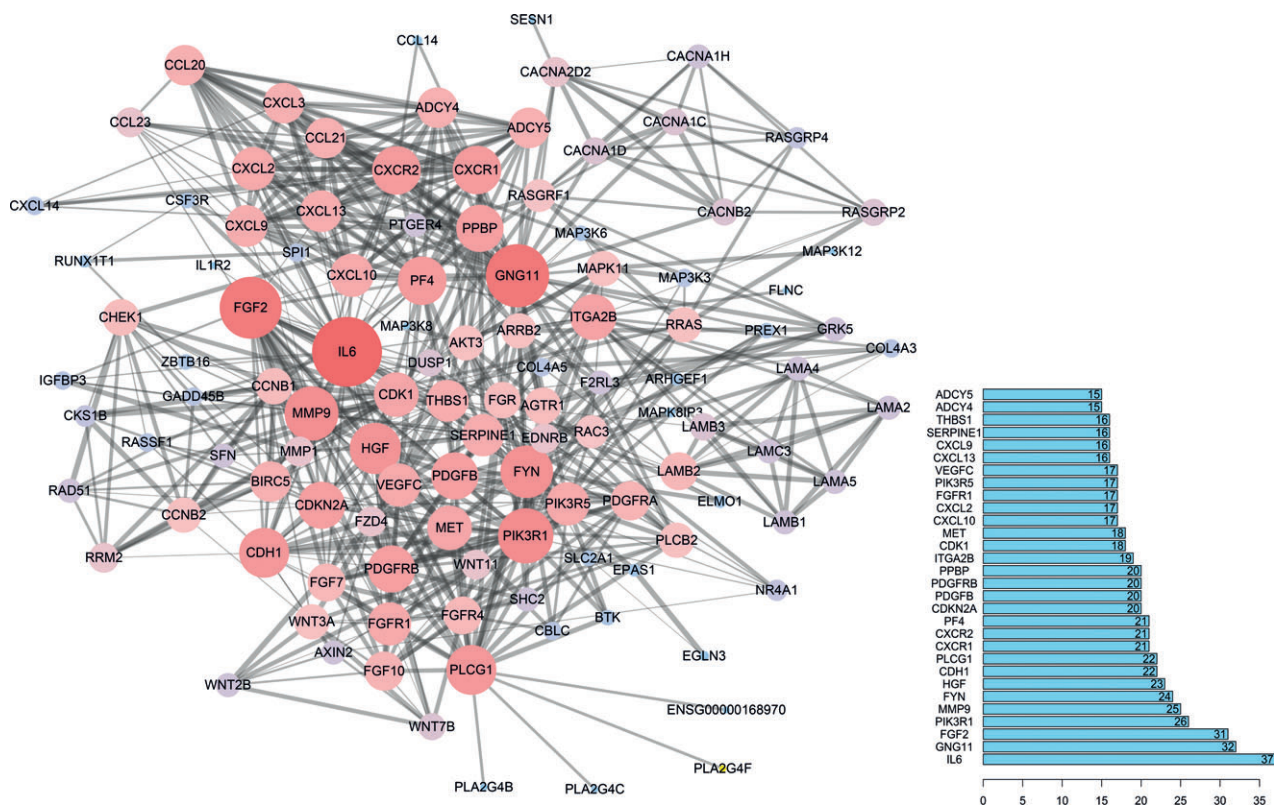 SESN1
CCL14
CACNA1H
CCL20
CACNA2D2
CXCL3
ADCY4
CCL23
CCL21
ADCY5
CACNA1C
RASGRP4
CACNA1D
CXCL2
CXCR2
CXCR1
CXCL14
CSF3R
RASGRF1
CXCL13
CACNB2
RASGRP2
CXCL9
PTGER4
PPBP
MAP3K6
SPI1
MAP3K12
RUNX1T1
IL1R2
CXCL10
PF4
GNG11
MAPK11
MAP3K3
FLNC
FGF2
CHEK1
MAP3K8
ITGA2B
RRAS
PREX1
GRK5
AKT3
ARRB2
IL6
COL4A3
ZBTB16
DUSP1
COL4A5
LAMA4
IGFBP3
CCNB1
F2RL3
ARHGEF1
GADD45B
CDK1
THBS1
FGR
AGTR1
ADCY5 15
ADCY4 15
CKS1B
MMP9
MAPK8IP3
LAMA2
THBS1 16
LAMB3
SERPINE1 16
RASSF1
SERPINE1
EDNRB
RAC3
CXCL9 16
SFN
MMP1
HGF
LAMC3
CXCL13 16
LAMB2
VEGFC 17
RAD51
BIRC5
VEGFC
PDGFB
FYN
LAMA5
PIK3R5 17
CDKN2A
PIK3R5
PDGFRA
ELMO1
FGFR1 17
CCNB2
FZD4
MET
LAMB1
CXCL2 17
PIK3R1
PLCB2
CXCL10 17
RRM2
CDH1
MET 18
SLC2A1
CDK1 18
PDGFRB
WNT11
EPAS1
ITGA2B 19
FGF7
PPBP 20
SHC2
NR4A1
PDGFRB 20
WNT3A
FGFR1
FGFR4
BTK
PDGFB 20
CBLC
CDKN2A 20
AXIN2
PF4 21
EGLN3
CXCR2 21
FGF10
PLCG1
CXCR1 21
WNT2B
PLCG1 22
CDH1 22
ENSG00000168970
HGF 23
WNT7B
FYN 24
MMP9 25
PIK3R1 26
FGF2 31
GNG11 32
PLA2G4F
IL6 37
PLA2G4B
PLA2G4C
0 5 10 15 20 25 30 35